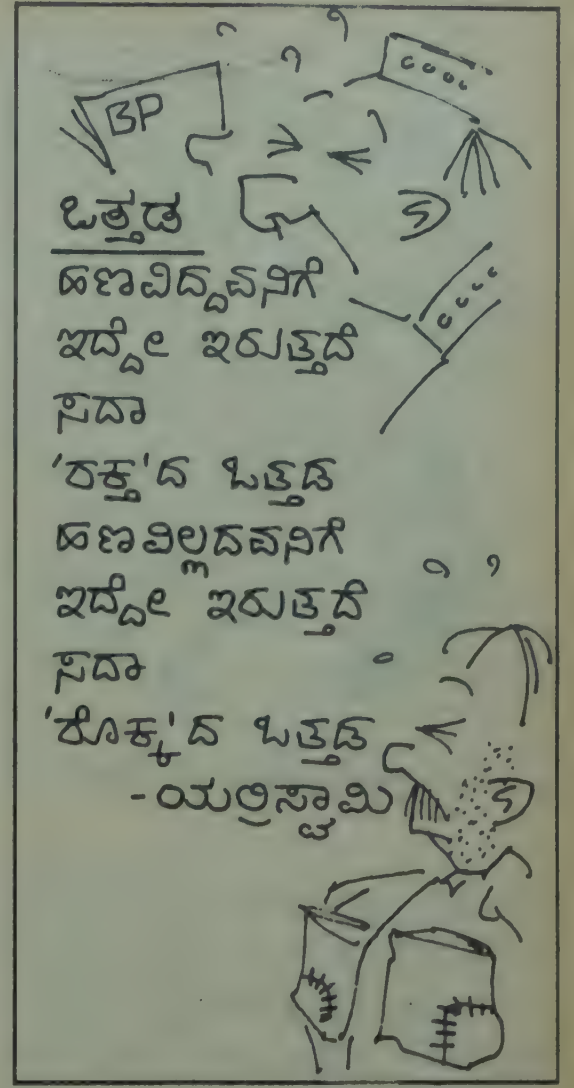 BP
ಒತ್ತಡ
ಹಣವಿದ್ದವನಿಗೆ
ಇದ್ದೇ ಇರುತ್ತದೆ
ಸದಾ
'ರಕ್ತ'ದ ಒತ್ತಡ
ಹಣವಿಲ್ಲದವನಿಗೆ
ಇದ್ದೇ ಇರುತ್ತದೆ
ಸದಾ
'ರೊಕ್ಕ'ದ ಒತ್ತಡ
-ಯಲ್ರಿಸ್ವಾಮಿ